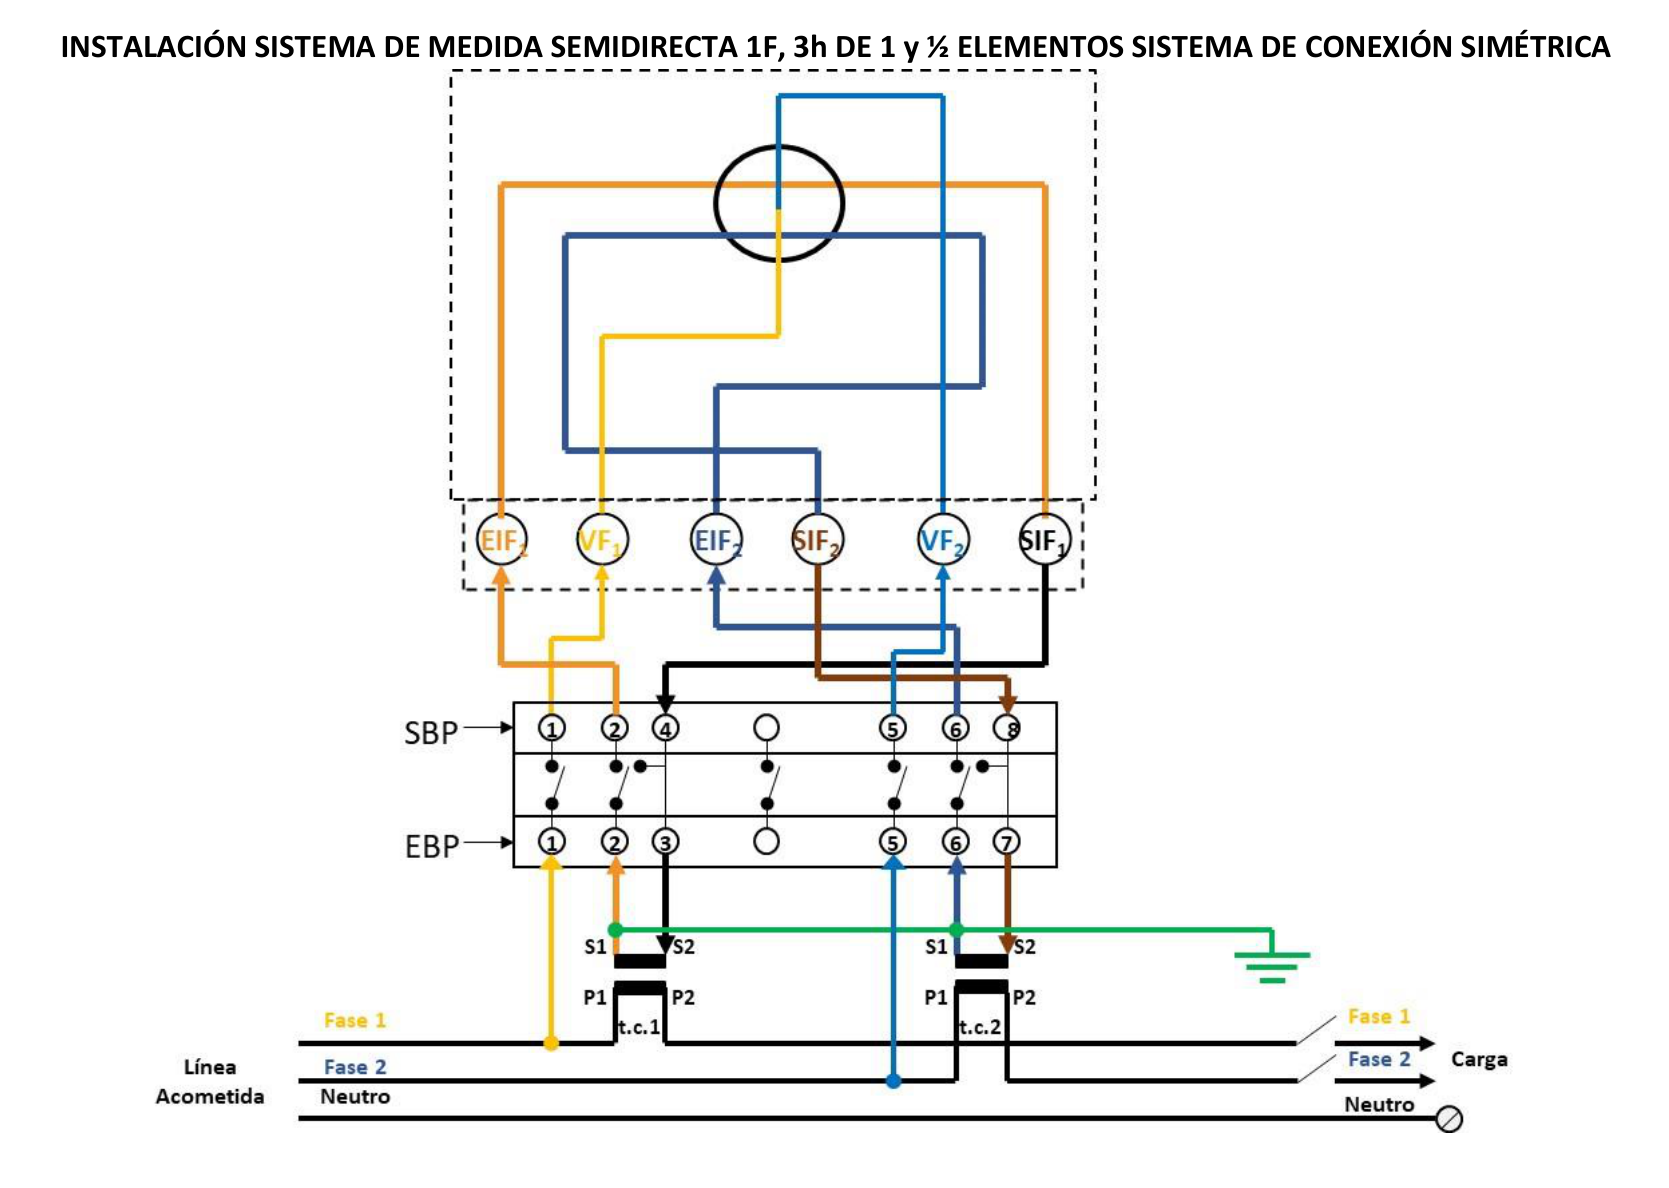 INSTALACIÓN SISTEMA DE MEDIDA SEMIDIRECTA 1F, 3h DE 1 y ½ ELEMENTOS SISTEMA DE CONEXIÓN SIMÉTRICA
EIF₁ VF₁ EIF₂ SIF₂ VF₂ SIF₁
SBP 1 2 4 5 6 8
EBP 1 2 3 5 6 7
S1 S2 S1 S2
P1 P2 P1 P2
t.c.1 t.c.2
Fase 1 Fase 1
Línea Acometida
Fase 2 Fase 2
Carga
Neutro Neutro